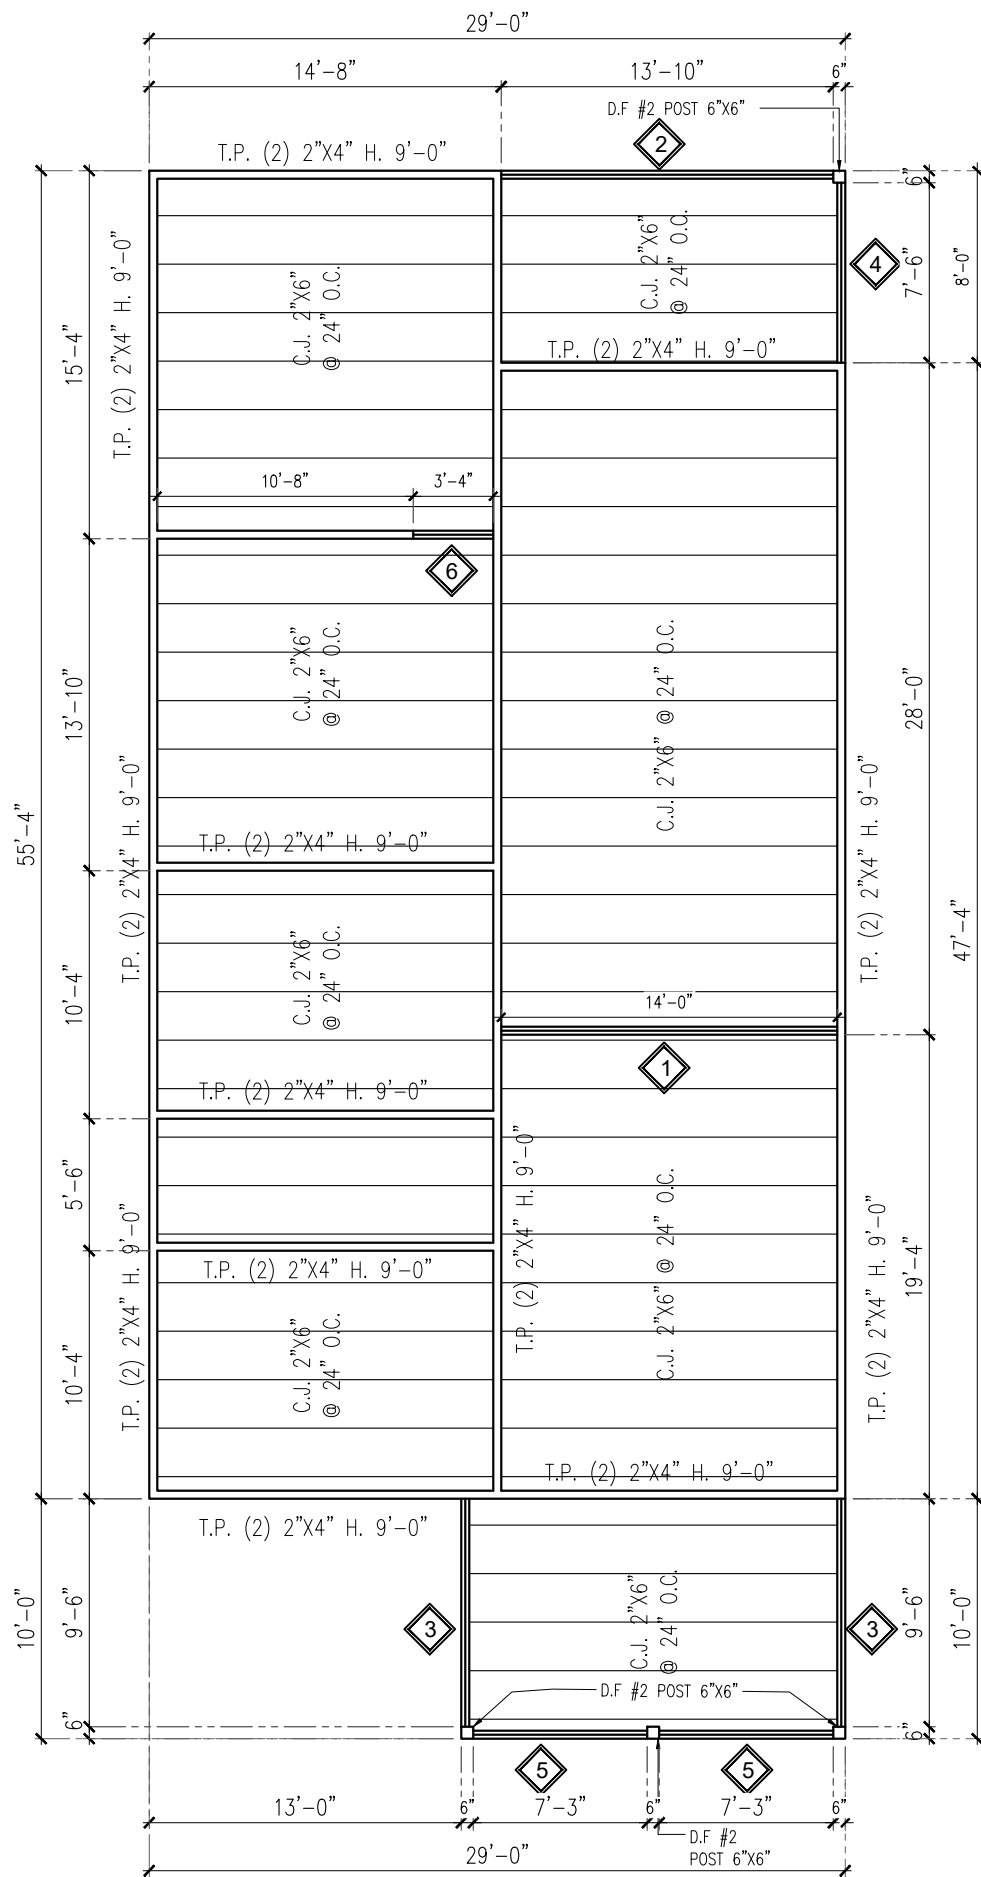 29'-0"
14'-8"
13'-10"
6"
D.F #2 POST 6"X6"
2
T.P. (2) 2"X4" H. 9'-0"
6"
T.P. (2) 2"X4" H. 9'-0"
C.J. 2"X6"
@ 24" O.C.
C.J. 2"X6"
@ 24" O.C.
4
7'-6"
8'-0"
15'-4"
T.P. (2) 2"X4" H. 9'-0"
10'-8"
3'-4"
6
C.J. 2"X6"
@ 24" O.C.
C.J. 2"X6" @ 24" O.C.
13'-10"
28'-0"
55'-4"
T.P. (2) 2"X4" H. 9'-0"
T.P. (2) 2"X4" H. 9'-0"
T.P. (2) 2"X4" H. 9'-0"
47'-4"
C.J. 2"X6"
@ 24" O.C.
10'-4"
14'-0"
1
T.P. (2) 2"X4" H. 9'-0"
5'-6"
T.P. (2) 2"X4" H. 9'-0"
T.P. (2) 2"X4" H. 9'-0"
C.J. 2"X6" @ 24" O.C.
T.P. (2) 2"X4" H. 9'-0"
19'-4"
T.P. (2) 2"X4" H. 9'-0"
C.J. 2"X6"
@ 24" O.C.
10'-4"
T.P. (2) 2"X4" H. 9'-0"
T.P. (2) 2"X4" H. 9'-0"
10'-0"
9'-6"
3
C.J. 2"X6"
@ 24" O.C.
3
9'-6"
10'-0"
D.F #2 POST 6"X6"
6"
6"
5
5
13'-0"
6"
7'-3"
6"
7'-3"
6"
D.F #2
POST 6"X6"
29'-0"